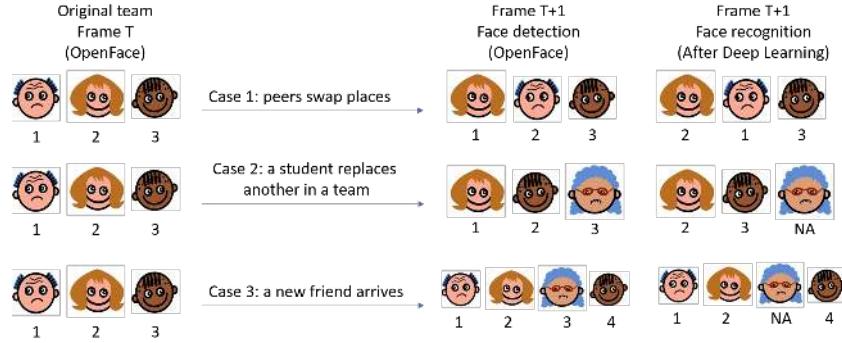 Original team
Frame T
(OpenFace)
Frame T+1
Face detection
(OpenFace)
Frame T+1
Face recognition
(After Deep Learning)
Case 1: peers swap places
1 2 3
1 2 3
2 1 3
Case 2: a student replaces
another in a team
1 2 3
1 2 3
2 3 NA
Case 3: a new friend arrives
1 2 3
1 2 3 4
1 2 NA 4